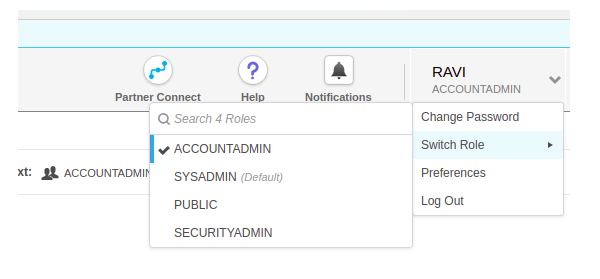 RAVI
ACCOUNTADMIN
Partner Connect
Help
Notifications
Search 4 Roles
ACCOUNTADMIN
SYSADMIN (Default)
PUBLIC
SECURITYADMIN
Change Password
Switch Role
Preferences
Log Out
xt: ACCOUNTADMIN